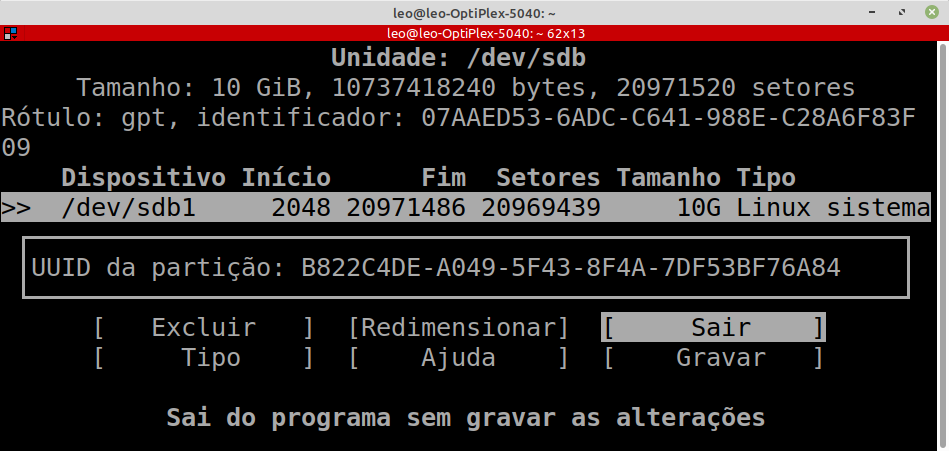 leo@leo-OptiPlex-5040: ~
leo@leo-OptiPlex-5040: ~ 62x13
Unidade: /dev/sdb
Tamanho: 10 GiB, 10737418240 bytes, 20971520 setores
Rótulo: gpt, identificador: 07AAED53-6ADC-C641-988E-C28A6F83F
09
Dispositivo Início Fim Setores Tamanho Tipo
>> /dev/sdb1 2048 20971486 20969439 10G Linux sistema
UUID da partição: B822C4DE-A049-5F43-8F4A-7DF53BF76A84
[ Excluir ] [Redimensionar] [ Sair ]
[ Tipo ] [ Ajuda ] [ Gravar ]
Sai do programa sem gravar as alterações